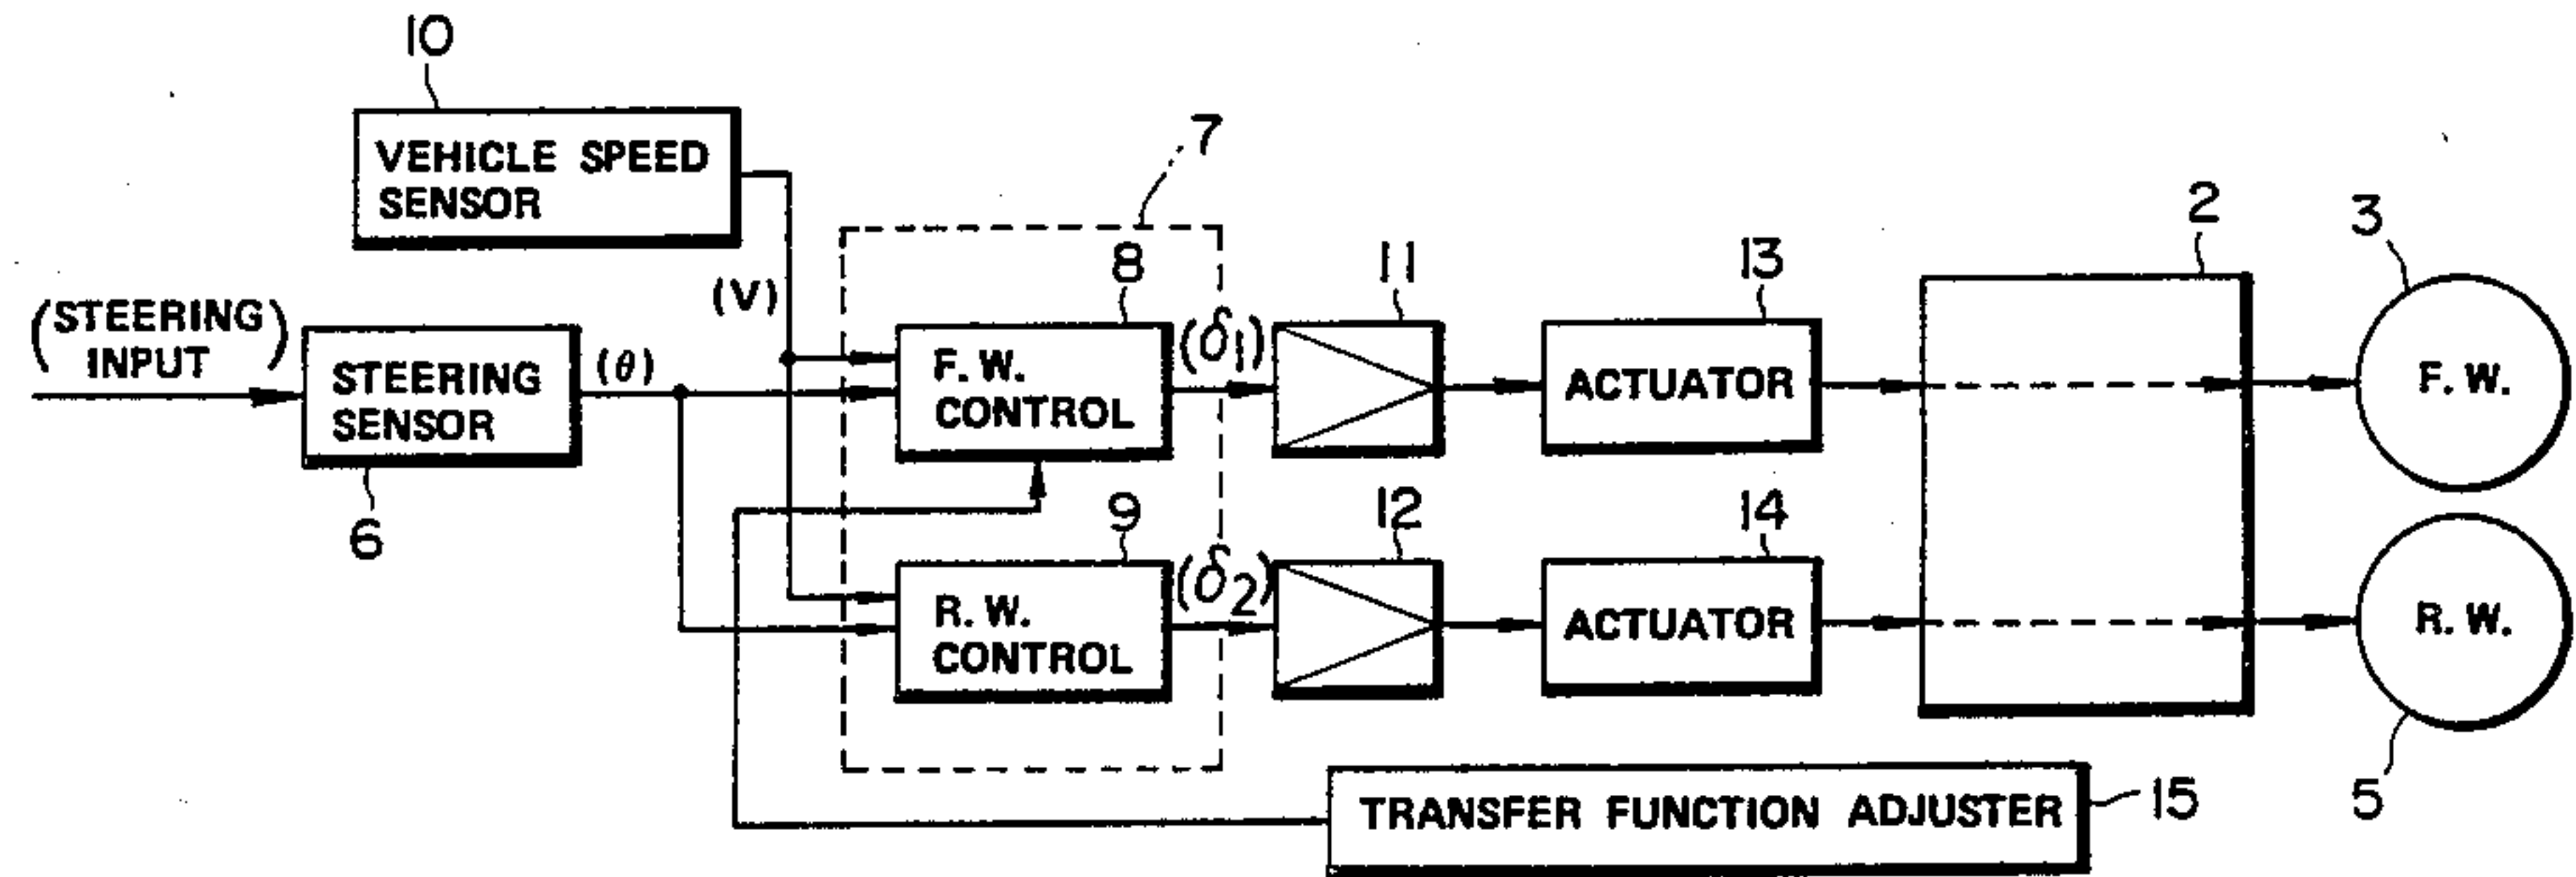 10
VEHICLE SPEED
SENSOR
7
2
3
8
11
13
(V)
(STEERING)
INPUT
(θ)
STEERING
SENSOR
F. W.
CONTROL
(δ1)
ACTUATOR
F. W.
6
9
12
14
R. W.
CONTROL
(δ2)
ACTUATOR
R. W.
5
TRANSFER FUNCTION ADJUSTER
15